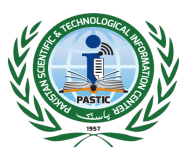 PAKISTAN SCIENTIFIC & TECHNOLOGICAL INFORMATION CENTER
PASTIC
پاسٹک
1957